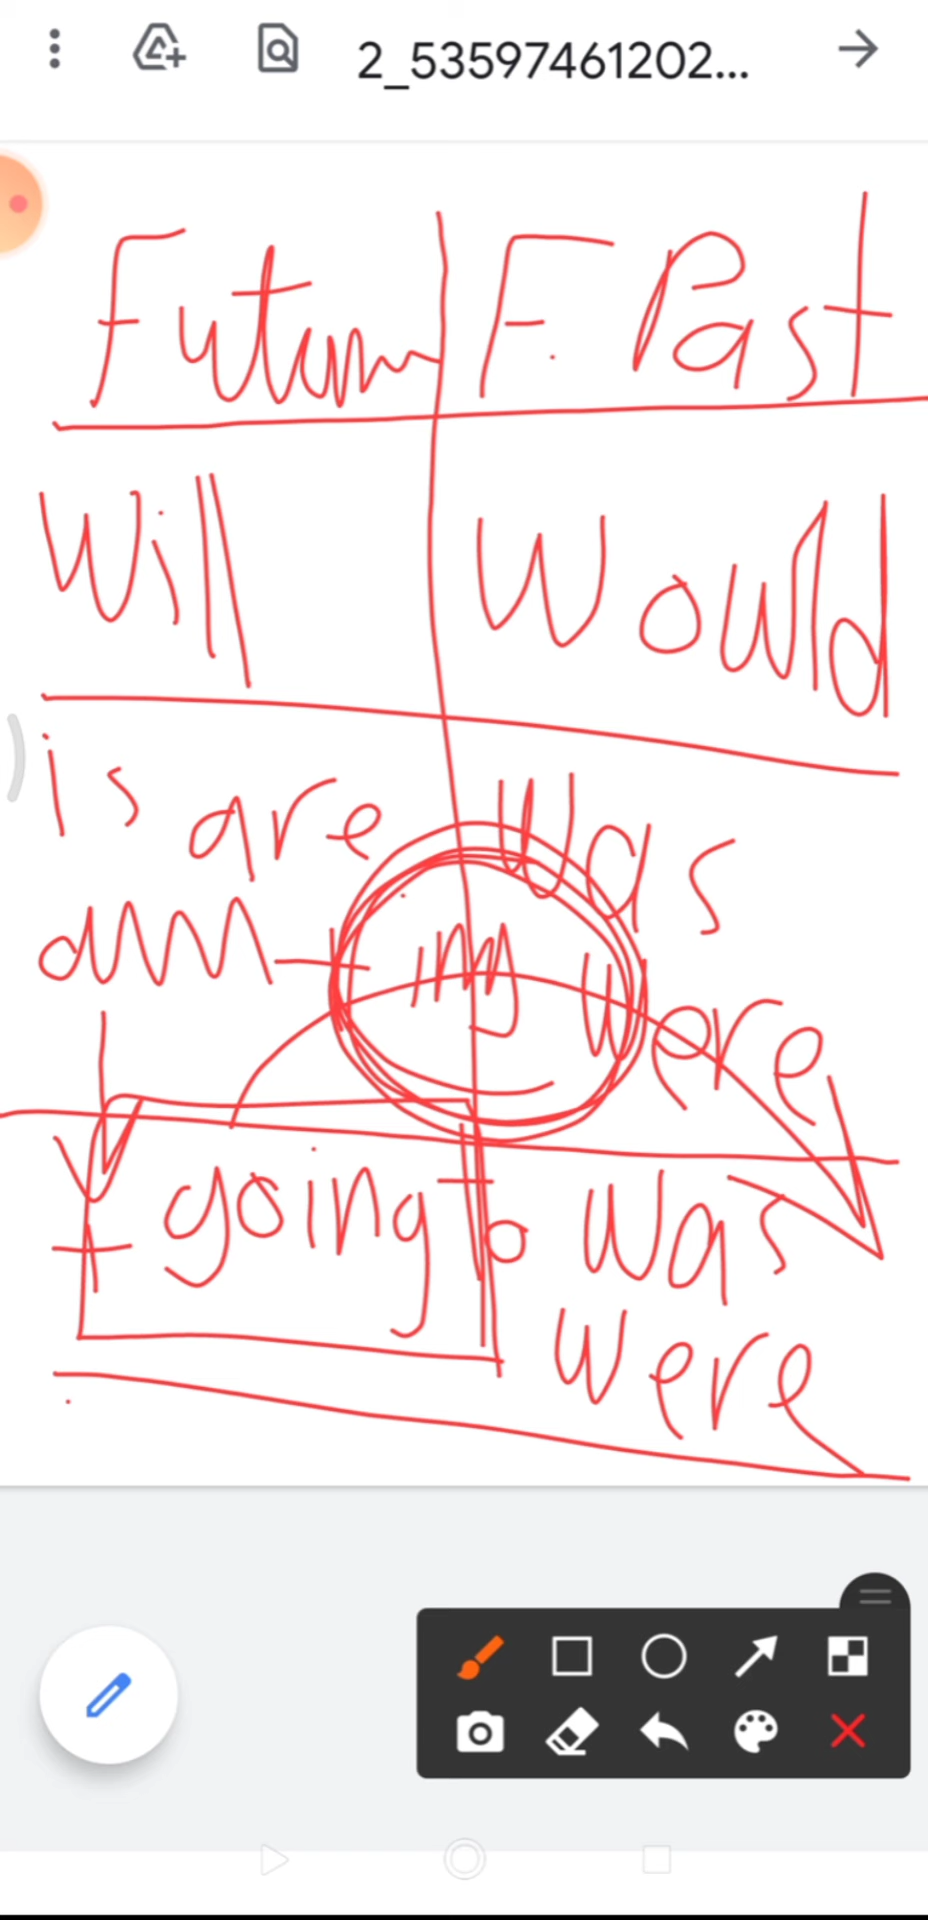 2_53597461202...
Future F. Past
Will Would
is are Was
am + ing Were
+ going to Was
Were